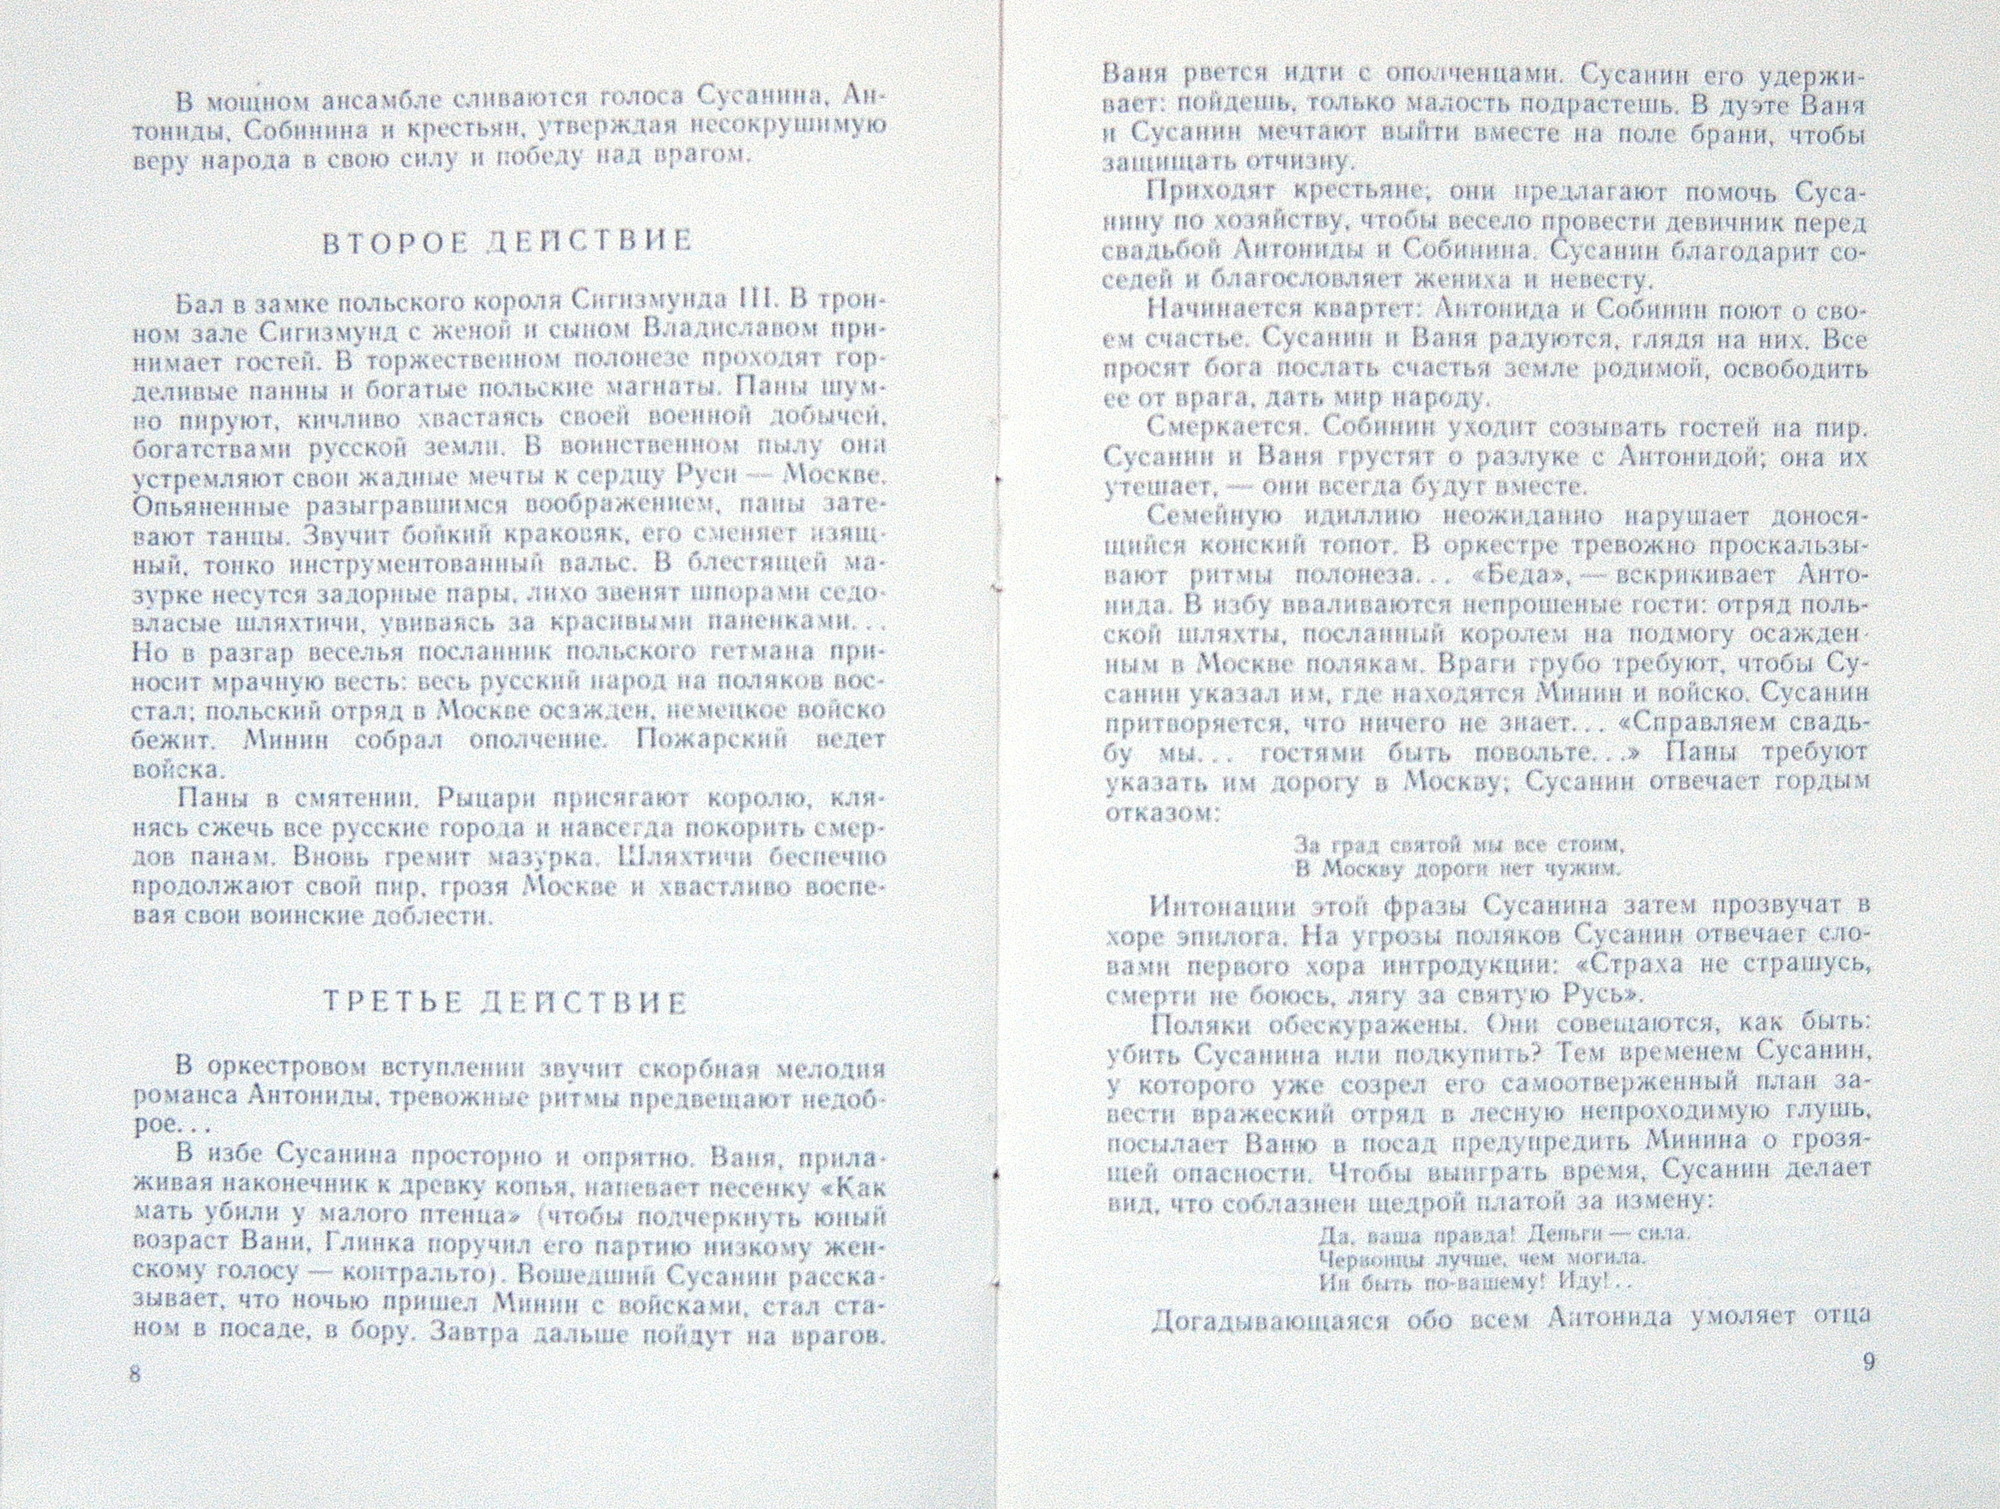 В мощном ансамбле сливаются голоса Сусанина, Ан-
тониды, Собинина и крестьян, утверждая несокрушимую
веру народа в свою силу и победу над врагом.
ВТОРОЕ ДЕЙСТВИЕ
Бал в замке польского короля Сигизмунда III. В трон-
ном зале Сигизмунд с женой и сыном Владиславом при-
нимает гостей. В торжественном полонезе проходят гор-
деливые панны и богатые польские магнаты. Паны шум-
но пируют, кичливо хвастаясь своей военной добычей,
богатствами русской земли. В воинственном пылу они
устремляют свои жадные мечты к сердцу Руси — Москве.
Опьяненные разыгравшимся воображением, паны зате-
вают танцы. Звучит бойкий краковяк, его сменяет изящ-
ный, тонко инструментованный вальс. В блестящей ма-
зурке несутся задорные пары, лихо звенят шпорами седо-
власые шляхтичи, увиваясь за красивыми паненками...
Но в разгар веселья посланник польского гетмана при-
носит мрачную весть: весь русский народ на поляков вос-
стал; польский отряд в Москве осажден, немецкое войско
бежит. Минин собрал ополчение. Пожарский ведет
войска.
Паны в смятении. Рыцари присягают королю, кля-
нясь сжечь все русские города и навсегда покорить смер-
дов панам. Вновь гремит мазурка. Шляхтичи беспечно
продолжают свой пир, грозя Москве и хвастливо воспе-
вая свои воинские доблести.
ТРЕТЬЕ ДЕЙСТВИЕ
В оркестровом вступлении звучит скорбная мелодия
романса Антониды, тревожные ритмы предвещают недоб-
рое...
В избе Сусанина просторно и опрятно. Ваня, прила-
живая наконечник к древку копья, напевает песенку «Как
мать убили у малого птенца» (чтобы подчеркнуть юный
возраст Вани, Глинка поручил его партию низкому жен-
скому голосу — контральто). Вошедший Сусанин расска-
зывает, что ночью пришел Минин с войсками, стал ста-
ном в посаде, в бору. Завтра дальше пойдут на врагов.
8
Ваня рвется идти с ополченцами. Сусанин его удержи-
вает: пойдешь, только малость подрастешь. В дуэте Ваня
и Сусанин мечтают выйти вместе на поле брани, чтобы
защищать отчизну.
Приходят крестьяне; они предлагают помочь Суса-
нину по хозяйству, чтобы весело провести девичник перед
свадьбой Антониды и Собинина. Сусанин благодарит со-
седей и благословляет жениха и невесту.
Начинается квартет: Антонида и Собинин поют о сво-
ем счастье. Сусанин и Ваня радуются, глядя на них. Все
просят бога послать счастья земле родимой, освободить
ее от врага, дать мир народу.
Смеркается. Собинин уходит созывать гостей на пир.
Сусанин и Ваня грустят о разлуке с Антонидой; она их
утешает, — они всегда будут вместе.
Семейную идиллию неожиданно нарушает донося-
щийся конский топот. В оркестре тревожно проскальзы-
вают ритмы полонеза... «Беда», — вскрикивает Анто-
нида. В избу вваливаются непрошеные гости: отряд поль-
ской шляхты, посланный королем на подмогу осажден-
ным в Москве полякам. Враги грубо требуют, чтобы Су-
санин указал им, где находятся Минин и войско. Сусанин
притворяется, что ничего не знает... «Справляем свадь-
бу мы... гостями быть повольте...» Паны требуют
указать им дорогу в Москву; Сусанин отвечает гордым
отказом:
За град святой мы все стоим,
В Москву дороги нет чужим.
Интонации этой фразы Сусанина затем прозвучат в
хоре эпилога. На угрозы поляков Сусанин отвечает сло-
вами первого хора интродукции: «Страха не страшусь,
смерти не боюсь, лягу за святую Русь».
Поляки обескуражены. Они совещаются, как быть:
убить Сусанина или подкупить? Тем временем Сусанин,
у которого уже созрел его самоотверженный план за-
вести вражеский отряд в лесную непроходимую глушь,
посылает Ваню в посад предупредить Минина о грозя-
щей опасности. Чтобы выиграть время, Сусанин делает
вид, что соблазнен щедрой платой за измену:
Да, ваша правда! Деньги — сила.
Червонцы лучше, чем могила.
Ин быть по-вашему! Иду!..
Догадывающаяся обо всем Антонида умоляет отца
9